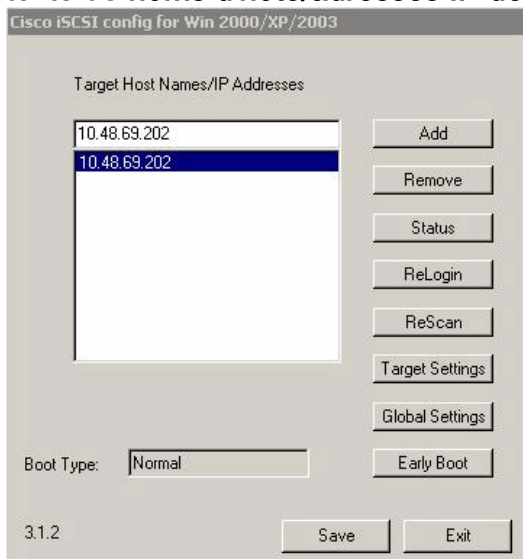 Cisco iSCSI config for Win 2000/XP/2003
Target Host Names/IP Addresses
10.48.69.202
10.48.69.202
Add
Remove
Status
ReLogin
ReScan
Target Settings
Global Settings
Boot Type: Normal
Early Boot
3.1.2
Save
Exit